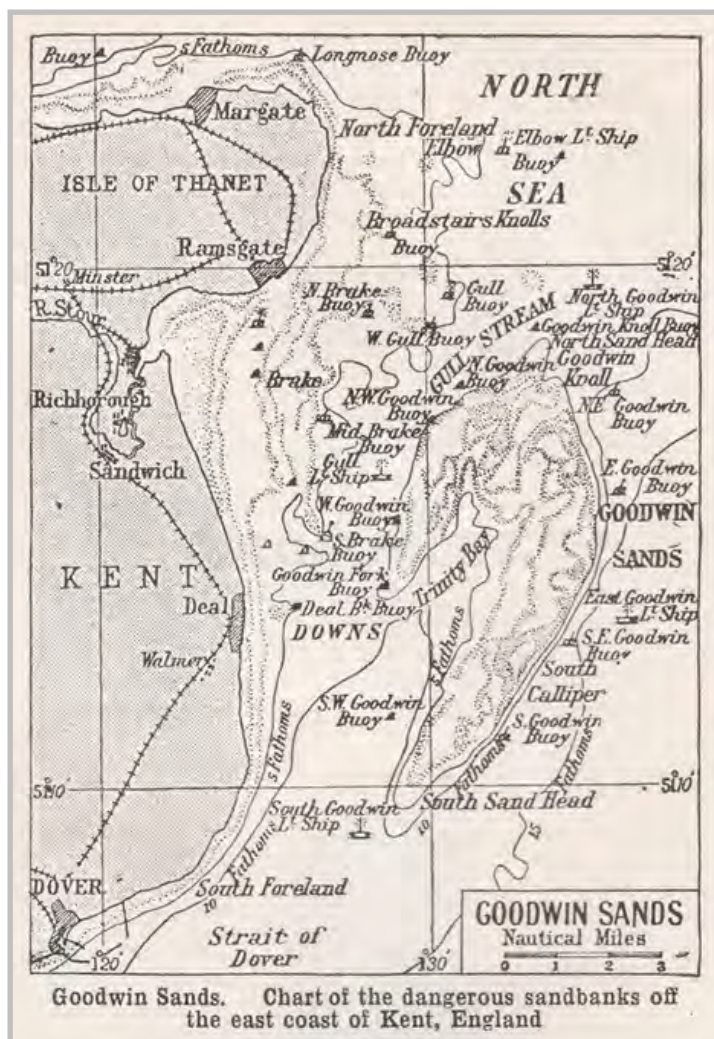 Buoy
5 Fathoms
Longnose Buoy
NORTH
Margate
North Foreland
Elbow
Elbow Lt. Ship
Buoy
ISLE OF THANET
SEA
Broadstairs Knolls
Buoy
Ramsgate
51°20'
51°20'
Minster
R. Stour
N. Brake
Buoy
Gull
Buoy
North Goodwin
Lt. Ship
W. Gull Buoy
GULL STREAM
Goodwin Knoll Buoy
North Sand Head
Goodwin
Knoll
N. Goodwin
Buoy
Brake
N.W. Goodwin
Buoy
N.E. Goodwin
Buoy
Richborough
Mid. Brake
Buoy
Sandwich
Gull
Lt. Ship
E. Goodwin
Buoy
W. Goodwin
Buoy
GOODWIN
SANDS
S. Brake
Buoy
Trinity Bay
KENT
Goodwin Fork
Buoy
East Goodwin
Lt. Ship
Deal
Deal Bk. Buoy
DOWNS
S.E. Goodwin
Buoy
Walmer
5 Fathoms
South
Calliper
S.W. Goodwin
Buoy
S. Goodwin
Buoy
5 Fathoms
10 Fathoms
15 Fathoms
51°10'
51°10'
South Goodwin
Lt. Ship
South Sand Head
10 Fathoms
DOVER
South Foreland
Strait of
Dover
1°20'
1°30'
GOODWIN SANDS
Nautical Miles
0 1 2 3
Goodwin Sands. Chart of the dangerous sandbanks off
the east coast of Kent, England